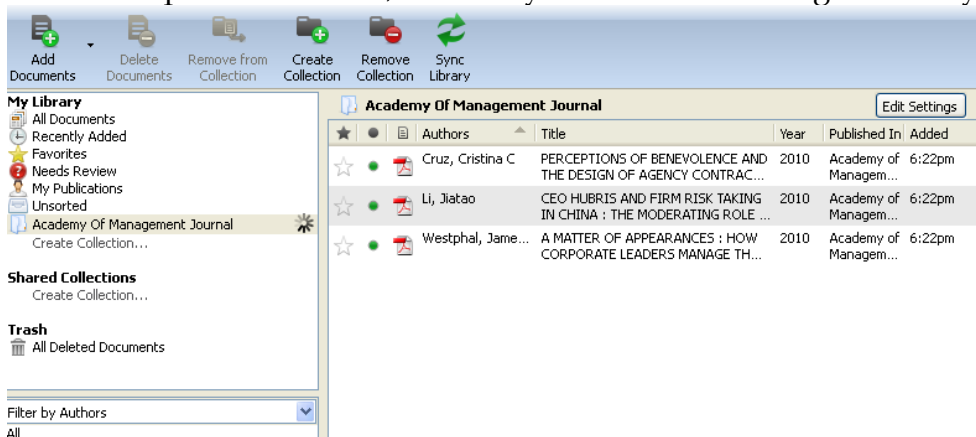 Add
Documents
Delete
Documents
Remove from
Collection
Create
Collection
Remove
Collection
Sync
Library
My Library
All Documents
Recently Added
Favorites
Needs Review
My Publications
Unsorted
Academy Of Management Journal
Create Collection...
Shared Collections
Create Collection...
Trash
All Deleted Documents
Filter by Authors
All
Academy Of Management Journal
Edit Settings
Authors Title Year Published In Added
Cruz, Cristina C PERCEPTIONS OF BENEVOLENCE AND 2010 Academy of 6:22pm
THE DESIGN OF AGENCY CONTRAC... Managem...
Li, Jiatao CEO HUBRIS AND FIRM RISK TAKING 2010 Academy of 6:22pm
IN CHINA : THE MODERATING ROLE ... Managem...
Westphal, Jame... A MATTER OF APPEARANCES : HOW 2010 Academy of 6:22pm
CORPORATE LEADERS MANAGE TH... Managem...